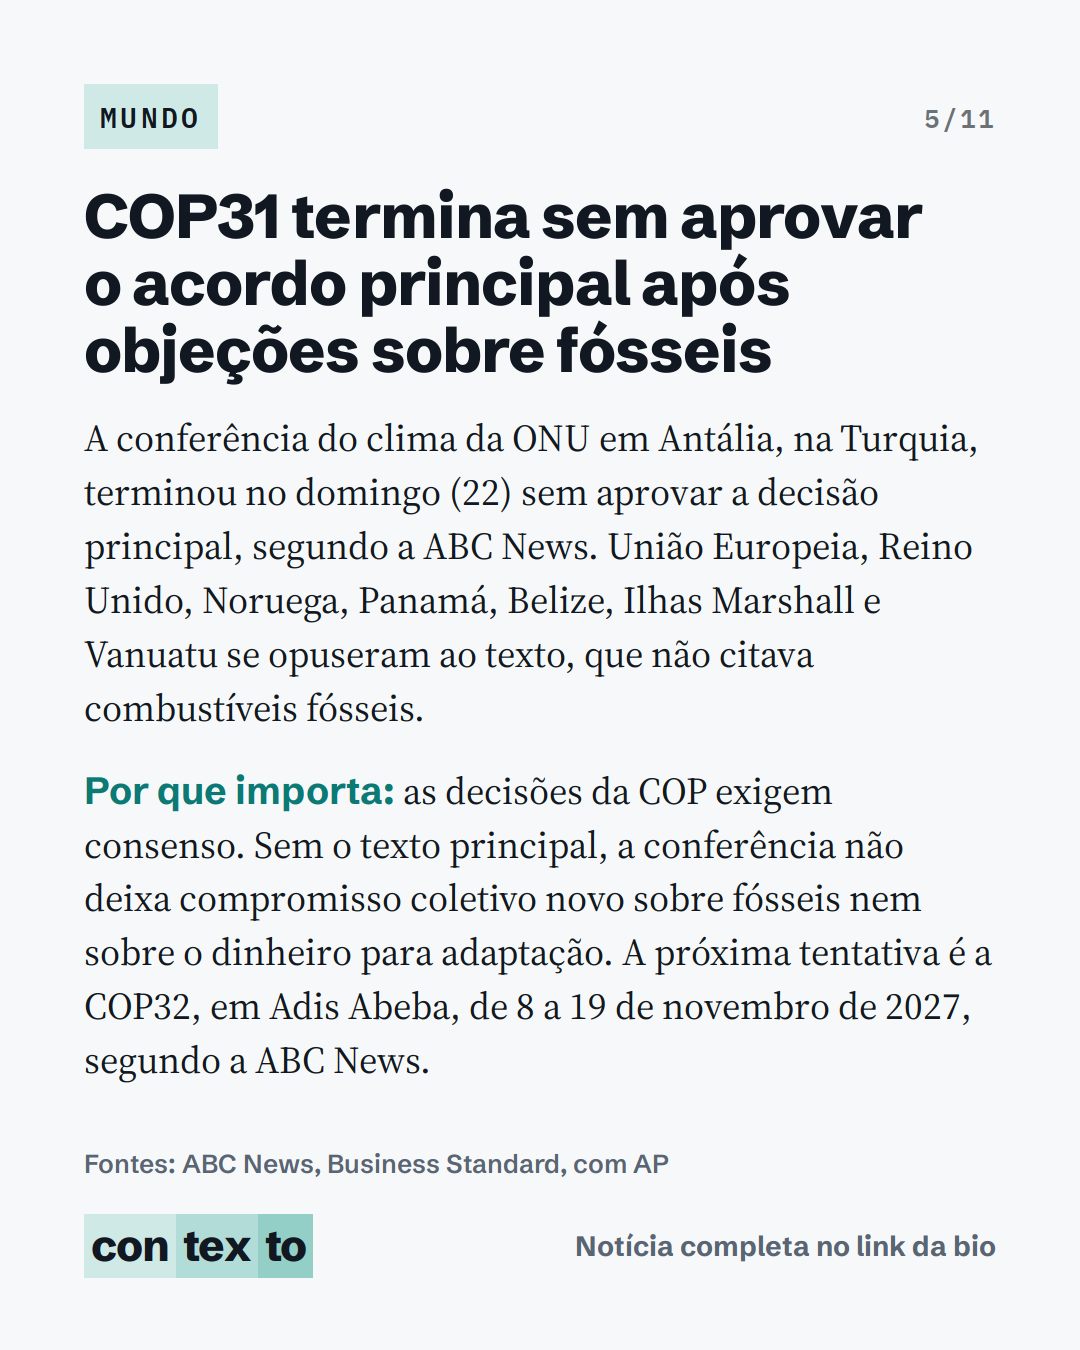 MUNDO
5/11
COP31 termina sem aprovar
o acordo principal após
objeções sobre fósseis
A conferência do clima da ONU em Antália, na Turquia,
terminou no domingo (22) sem aprovar a decisão
principal, segundo a ABC News. União Europeia, Reino
Unido, Noruega, Panamá, Belize, Ilhas Marshall e
Vanuatu se opuseram ao texto, que não citava
combustíveis fósseis.
Por que importa: as decisões da COP exigem
consenso. Sem o texto principal, a conferência não
deixa compromisso coletivo novo sobre fósseis nem
sobre o dinheiro para adaptação. A próxima tentativa é a
COP32, em Adis Abeba, de 8 a 19 de novembro de 2027,
segundo a ABC News.
Fontes: ABC News, Business Standard, com AP
con tex to
Notícia completa no link da bio